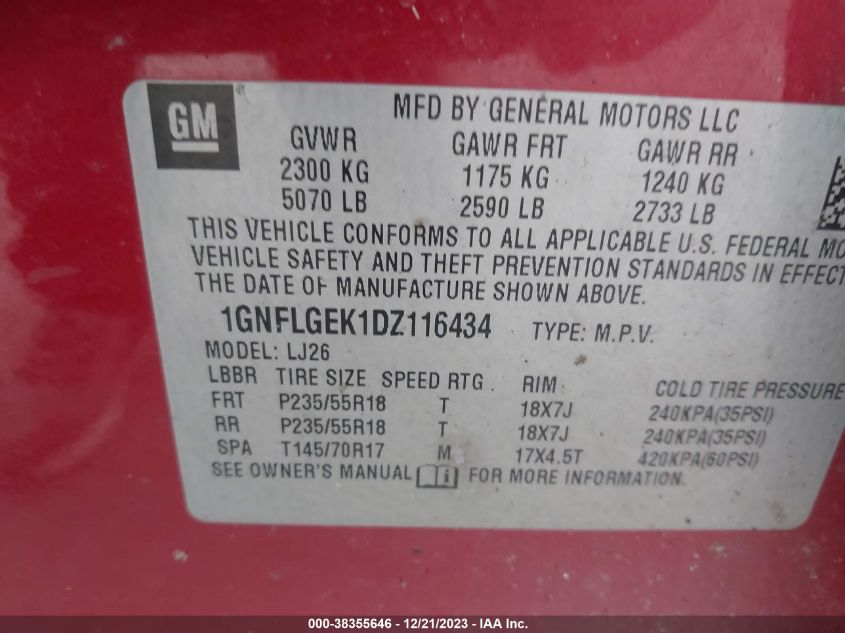 GM
MFD BY GENERAL MOTORS LLC
GVWR GAWR FRT GAWR RR
2300 KG 1175 KG 1240 KG
5070 LB 2590 LB 2733 LB
THIS VEHICLE CONFORMS TO ALL APPLICABLE U.S. FEDERAL MO
VEHICLE SAFETY AND THEFT PREVENTION STANDARDS IN EFFECT
THE DATE OF MANUFACTURE SHOWN ABOVE.
1GNFLGEK1DZ116434 TYPE: M.P.V.
MODEL: LJ26
LBBR TIRE SIZE SPEED RTG RIM COLD TIRE PRESSURE
FRT P235/55R18 T 18X7J 240KPA(35PSI)
RR P235/55R18 T 18X7J 240KPA(35PSI)
SPA T145/70R17 M 17X4.5T 420KPA(60PSI)
SEE OWNER'S MANUAL i FOR MORE INFORMATION.
000-38355646 - 12/21/2023 - IAA Inc.